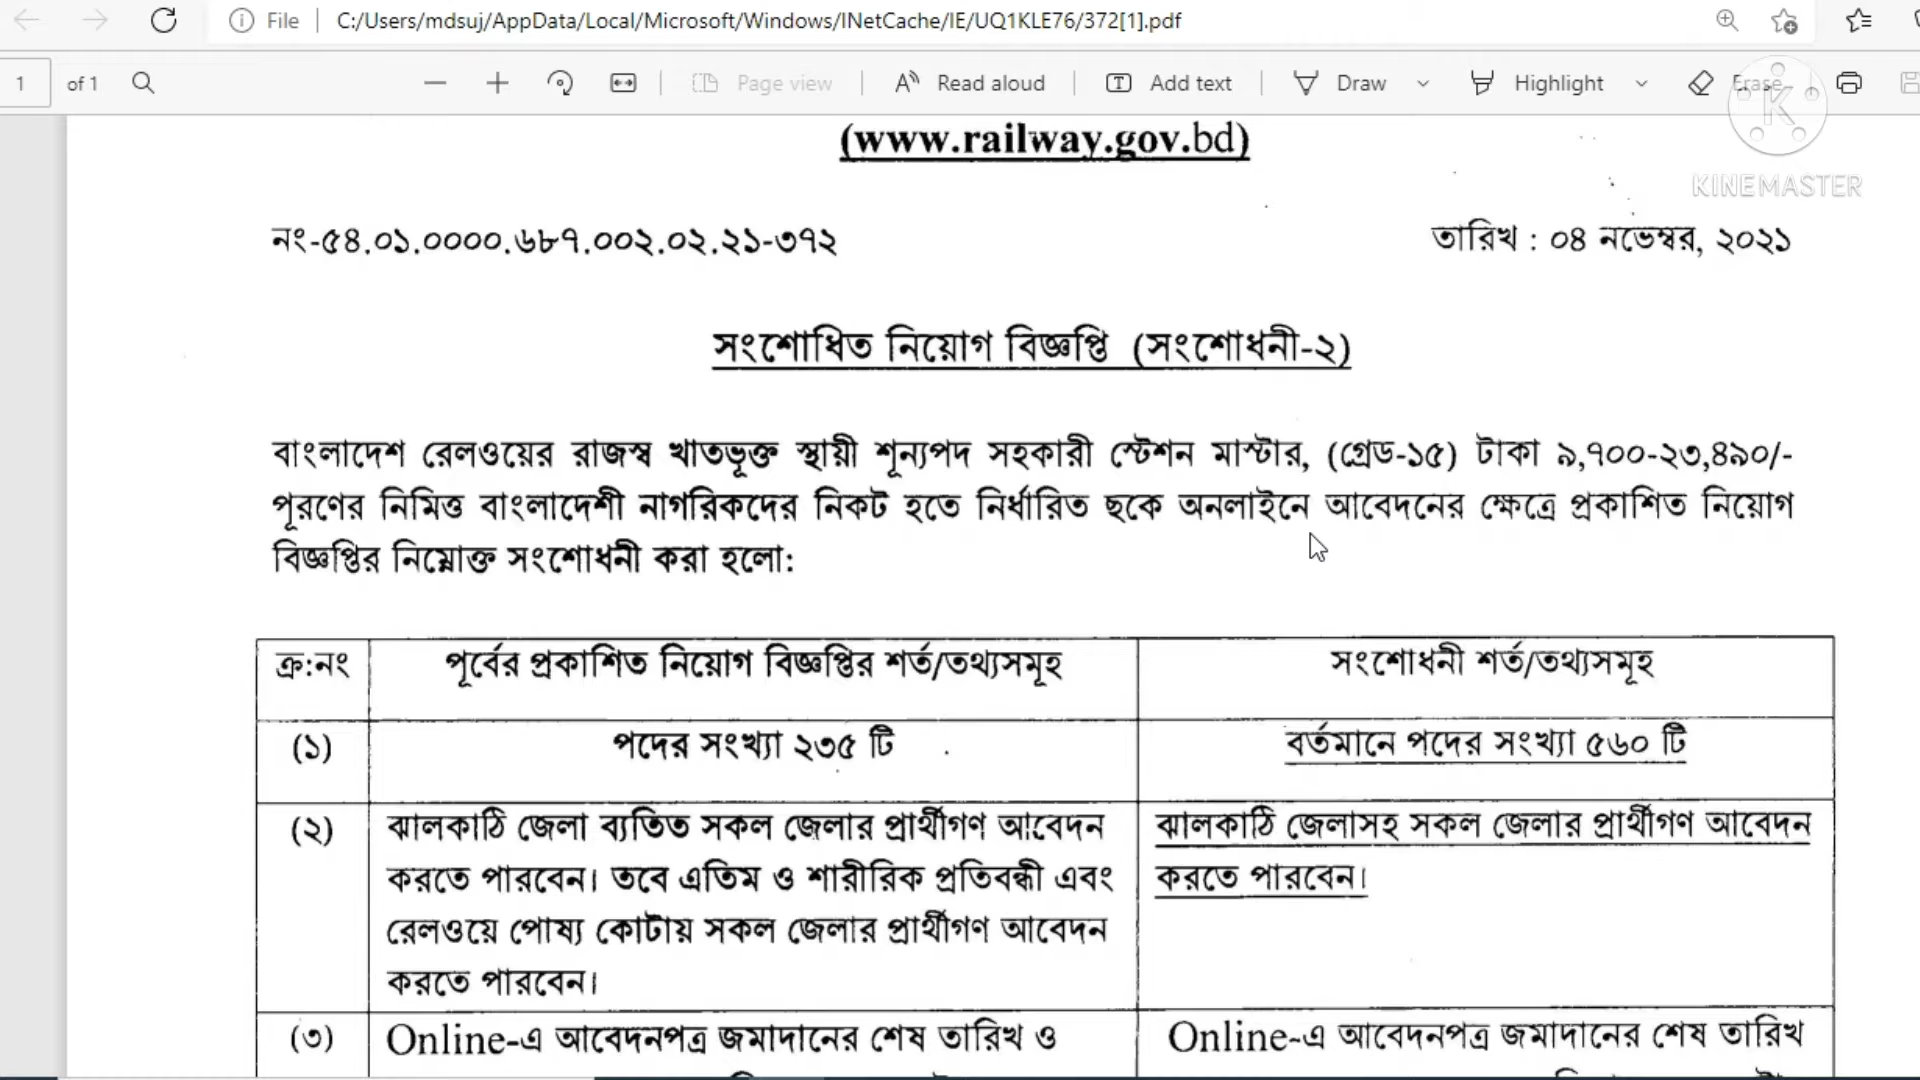 File
C:/Users/mdsuj/AppData/Local/Microsoft/Windows/INetCache/IE/UQ1KLE76/372[1].pdf
1 of 1 Page view Read aloud Add text Draw Highlight Erase
KINEMASTER
(www.railway.gov.bd)
নং-৫৪.০১.০০০০.৬৮৭.০০২.০২.২১-৩৭২
তারিখ : ০৪ নভেম্বর, ২০২১
সংশোধিত নিয়োগ বিজ্ঞপ্তি (সংশোধনী-২)
বাংলাদেশ রেলওয়ের রাজস্ব খাতভূক্ত স্থায়ী শূন্যপদ সহকারী স্টেশন মাস্টার, (গ্রেড-১৫) টাকা ৯,৭০০-২৩,৪৯০/-
পূরণের নিমিত্ত বাংলাদেশী নাগরিকদের নিকট হতে নির্ধারিত ছকে অনলাইনে আবেদনের ক্ষেত্রে প্রকাশিত নিয়োগ
বিজ্ঞপ্তির নিম্নোক্ত সংশোধনী করা হলো:
ক্র:নং
পূর্বের প্রকাশিত নিয়োগ বিজ্ঞপ্তির শর্ত/তথ্যসমূহ
সংশোধনী শর্ত/তথ্যসমূহ
(১)
পদের সংখ্যা ২৩৫ টি
বর্তমানে পদের সংখ্যা ৫৬০ টি
(২)
ঝালকাঠি জেলা ব্যতিত সকল জেলার প্রার্থীগণ আবেদন
করতে পারবেন। তবে এতিম ও শারীরিক প্রতিবন্ধী এবং
রেলওয়ে পোষ্য কোটায় সকল জেলার প্রার্থীগণ আবেদন
করতে পারবেন।
ঝালকাঠি জেলাসহ সকল জেলার প্রার্থীগণ আবেদন
করতে পারবেন।
(৩)
Online-এ আবেদনপত্র জমাদানের শেষ তারিখ ও
Online-এ আবেদনপত্র জমাদানের শেষ তারিখ